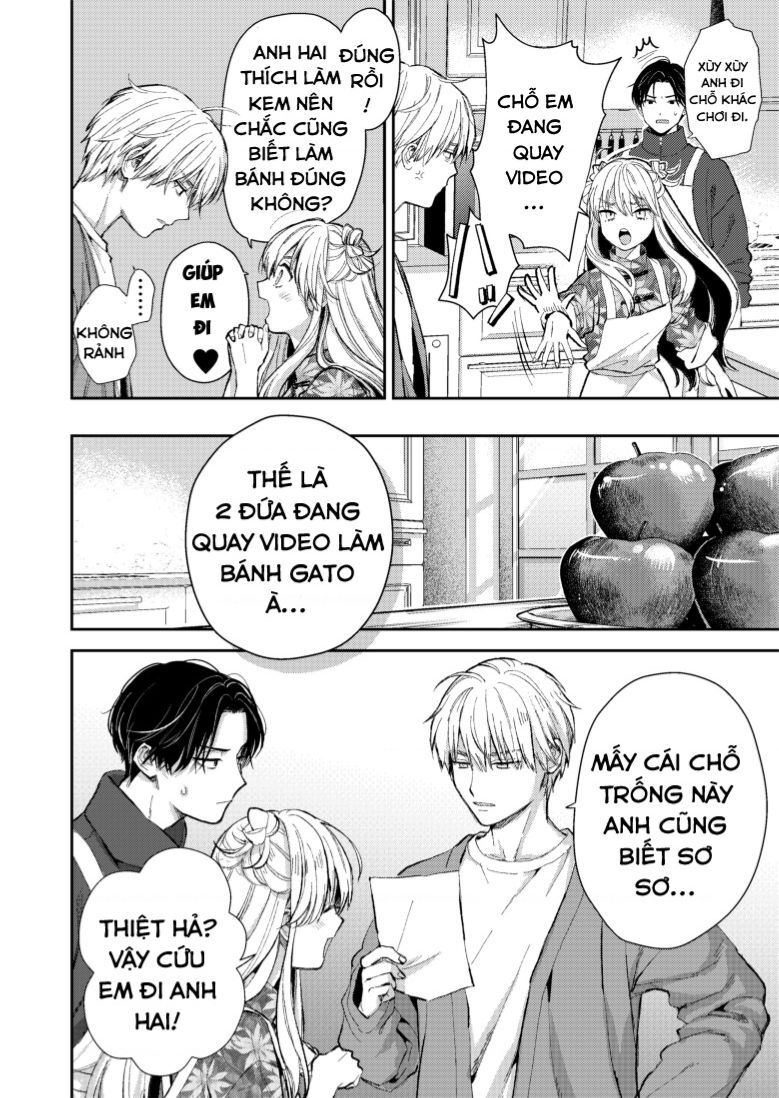 XÙY XÙY
ANH ĐI
CHỖ KHÁC
CHƠI ĐI.
CHỖ EM
ĐANG
QUAY
VIDEO
...
ĐÚNG
RỒI
!
ANH HAI
THÍCH LÀM
KEM NÊN
CHẮC CŨNG
BIẾT LÀM
BÁNH ĐÚNG
KHÔNG?
GIÚP
EM
ĐI
♥
.....
KHÔNG
RẢNH
THẾ LÀ
2 ĐỨA ĐANG
QUAY VIDEO LÀM
BÁNH GATO
À...
MẤY CÁI CHỖ
TRỐNG NÀY
ANH CŨNG
BIẾT SƠ
SƠ...
THIỆT HẢ?
VẬY CỨU
EM ĐI ANH
HAI!